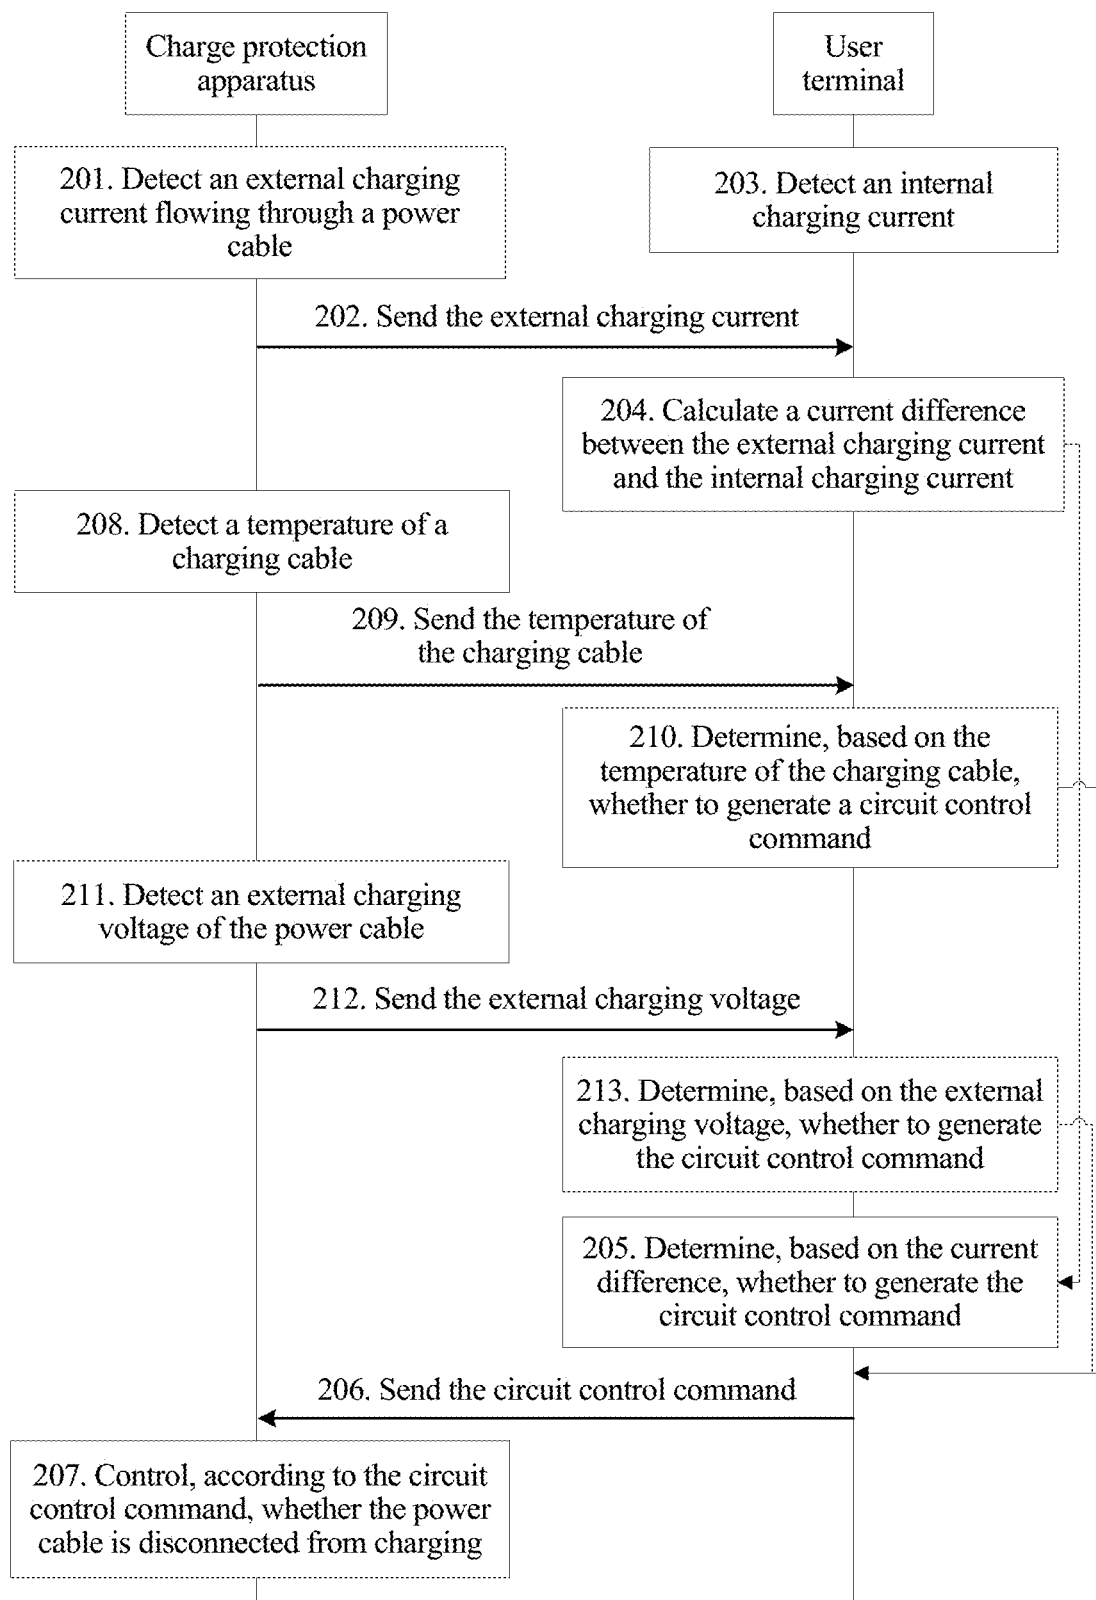 Charge protection
apparatus
User
terminal
201. Detect an external charging
current flowing through a power
cable
203. Detect an internal
charging current
202. Send the external charging current
204. Calculate a current difference
between the external charging current
and the internal charging current
208. Detect a temperature of a
charging cable
209. Send the temperature of
the charging cable
210. Determine, based on the
temperature of the charging cable,
whether to generate a circuit control
command
211. Detect an external charging
voltage of the power cable
212. Send the external charging voltage
213. Determine, based on the external
charging voltage, whether to generate
the circuit control command
205. Determine, based on the current
difference, whether to generate the
circuit control command
206. Send the circuit control command
207. Control, according to the circuit
control command, whether the power
cable is disconnected from charging